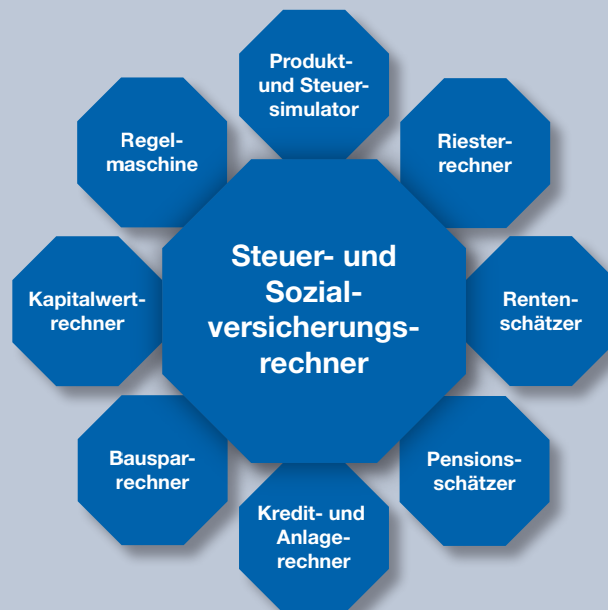 Produkt-
und Steuer-
simulator
Regel-
maschine
Riester-
rechner
Steuer- und
Sozial-
versicherungs-
rechner
Kapitalwert-
rechner
Renten-
schätzer
Bauspar-
rechner
Pensions-
schätzer
Kredit- und
Anlage-
rechner